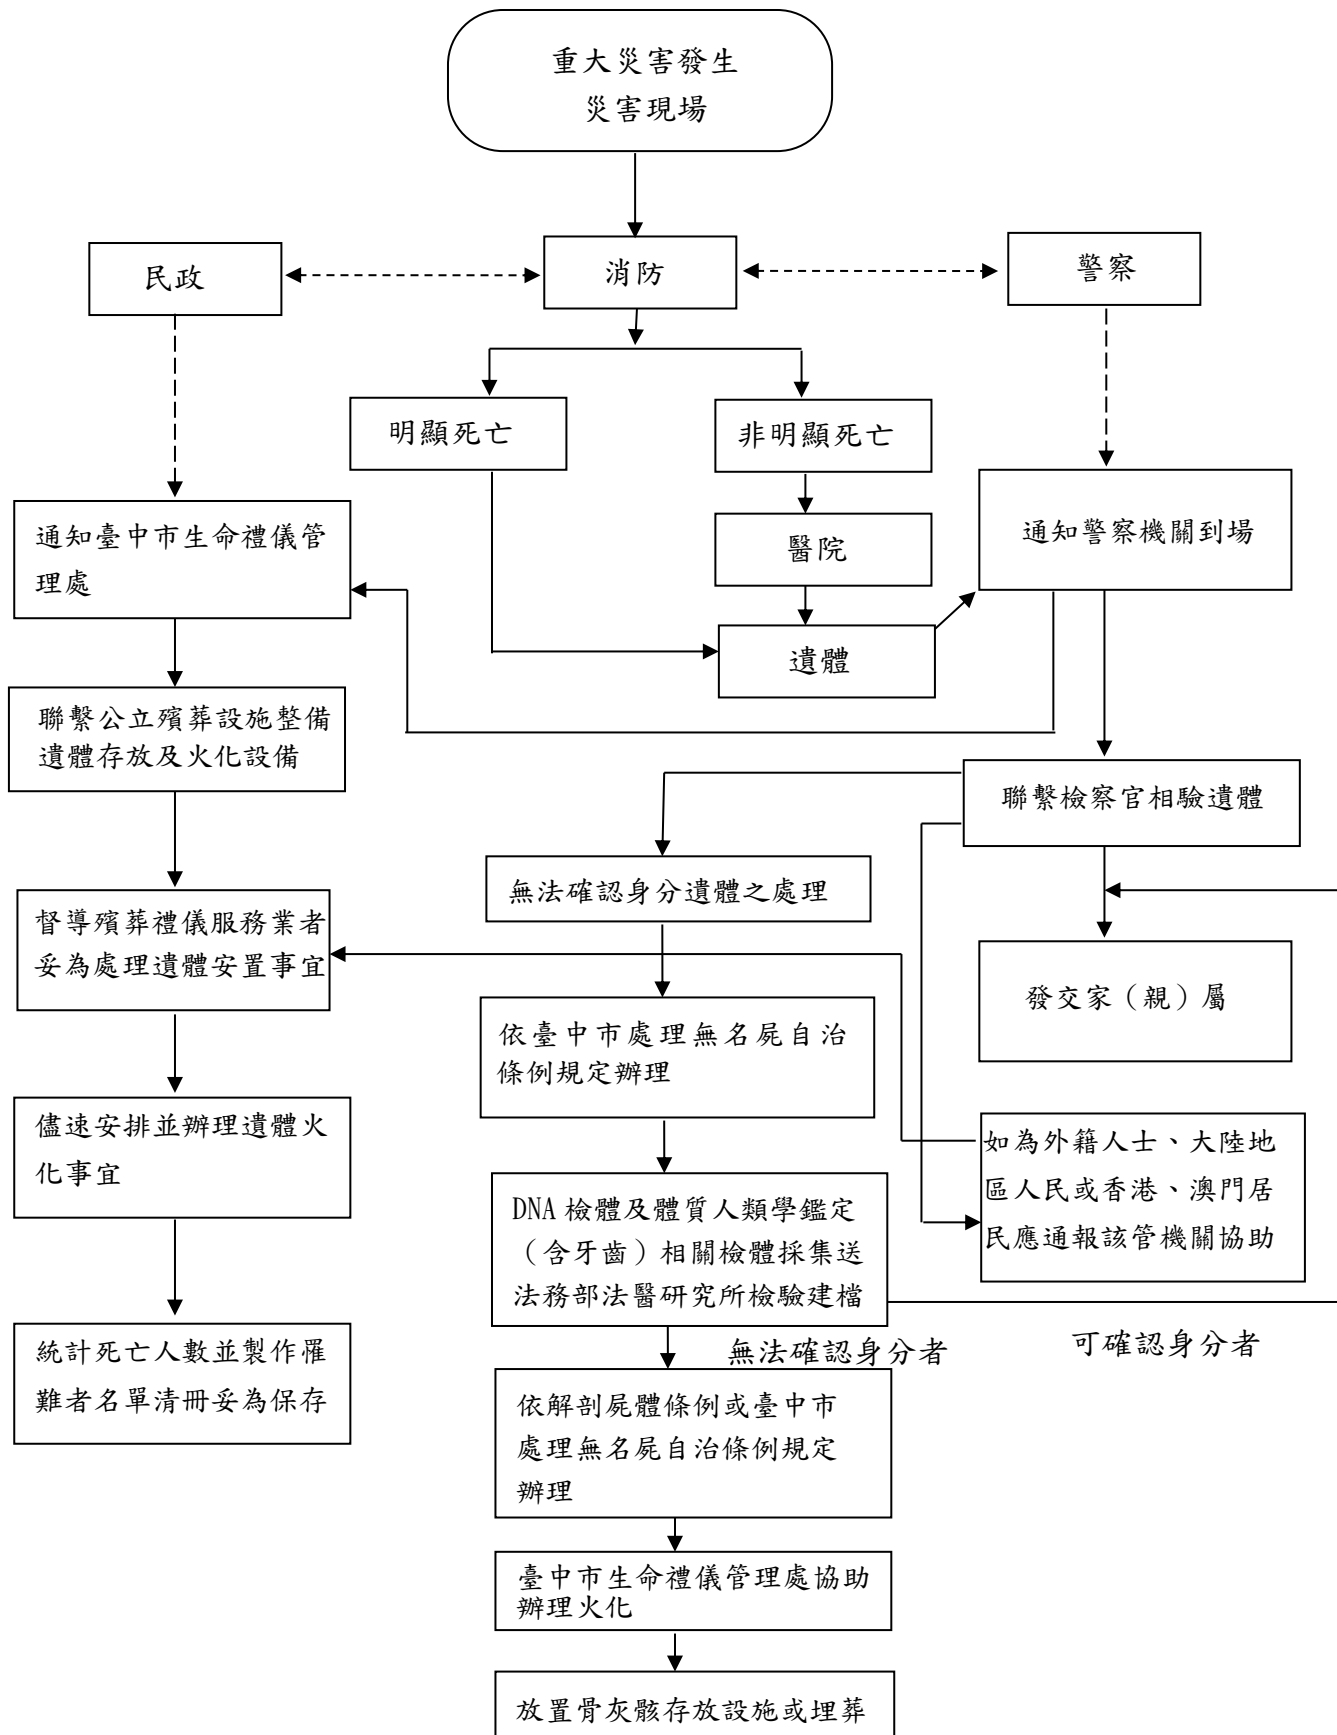 重大災害發生
災害現場
民政
消防
警察
明顯死亡
非明顯死亡
通知臺中市生命禮儀管
理處
醫院
通知警察機關到場
遺體
聯繫公立殯葬設施整備
遺體存放及火化設備
聯繫檢察官相驗遺體
無法確認身分遺體之處理
督導殯葬禮儀服務業者
妥為處理遺體安置事宜
發交家（親）屬
依臺中市處理無名屍自治
條例規定辦理
儘速安排並辦理遺體火
化事宜
如為外籍人士、大陸地
區人民或香港、澳門居
民應通報該管機關協助
DNA 檢體及體質人類學鑑定
（含牙齒）相關檢體採集送
法務部法醫研究所檢驗建檔
無法確認身分者
可確認身分者
統計死亡人數並製作罹
難者名單清冊妥為保存
依解剖屍體條例或臺中市
處理無名屍自治條例規定
辦理
臺中市生命禮儀管理處協助
辦理火化
放置骨灰骸存放設施或埋葬